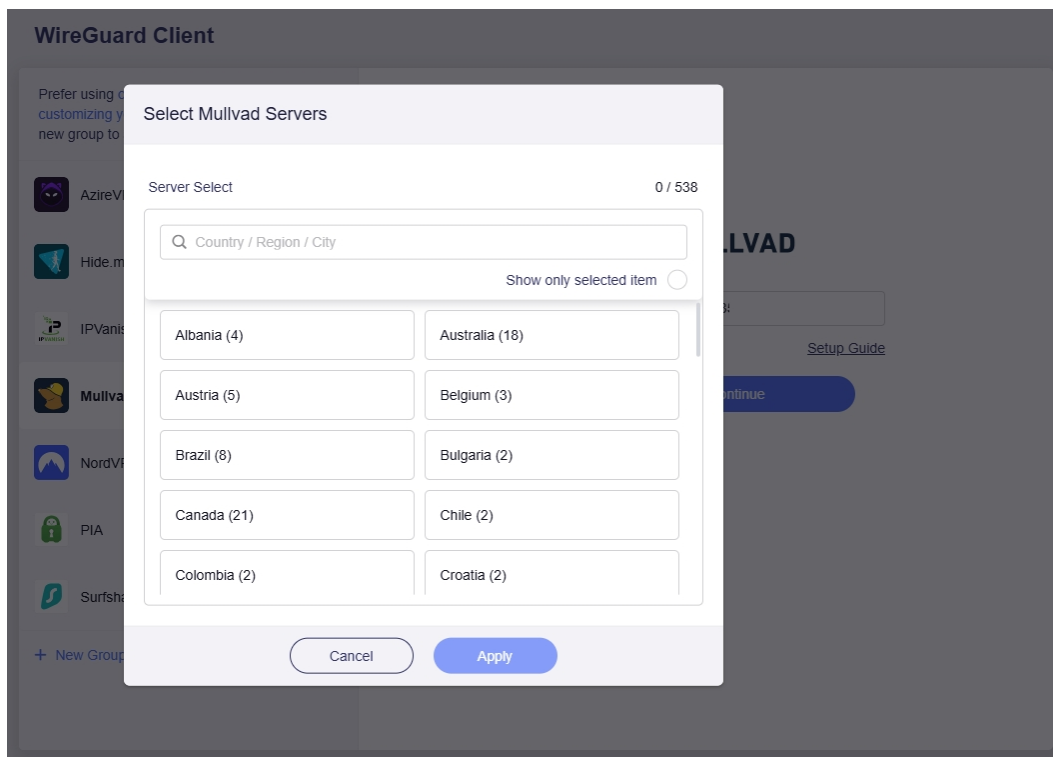 WireGuard Client
Prefer using
customizing y
new group to
AzireV
Hide.m
IPVanis
IPVANISH
Mullva
NordV
PIA
Surfsha
+ New Group
Select Mullvad Servers
Server Select
0 / 538
Country / Region / City
Show only selected item
Albania (4)
Australia (18)
Austria (5)
Belgium (3)
Brazil (8)
Bulgaria (2)
Canada (21)
Chile (2)
Colombia (2)
Croatia (2)
Cancel
Apply
LLVAD
Setup Guide
ntinue